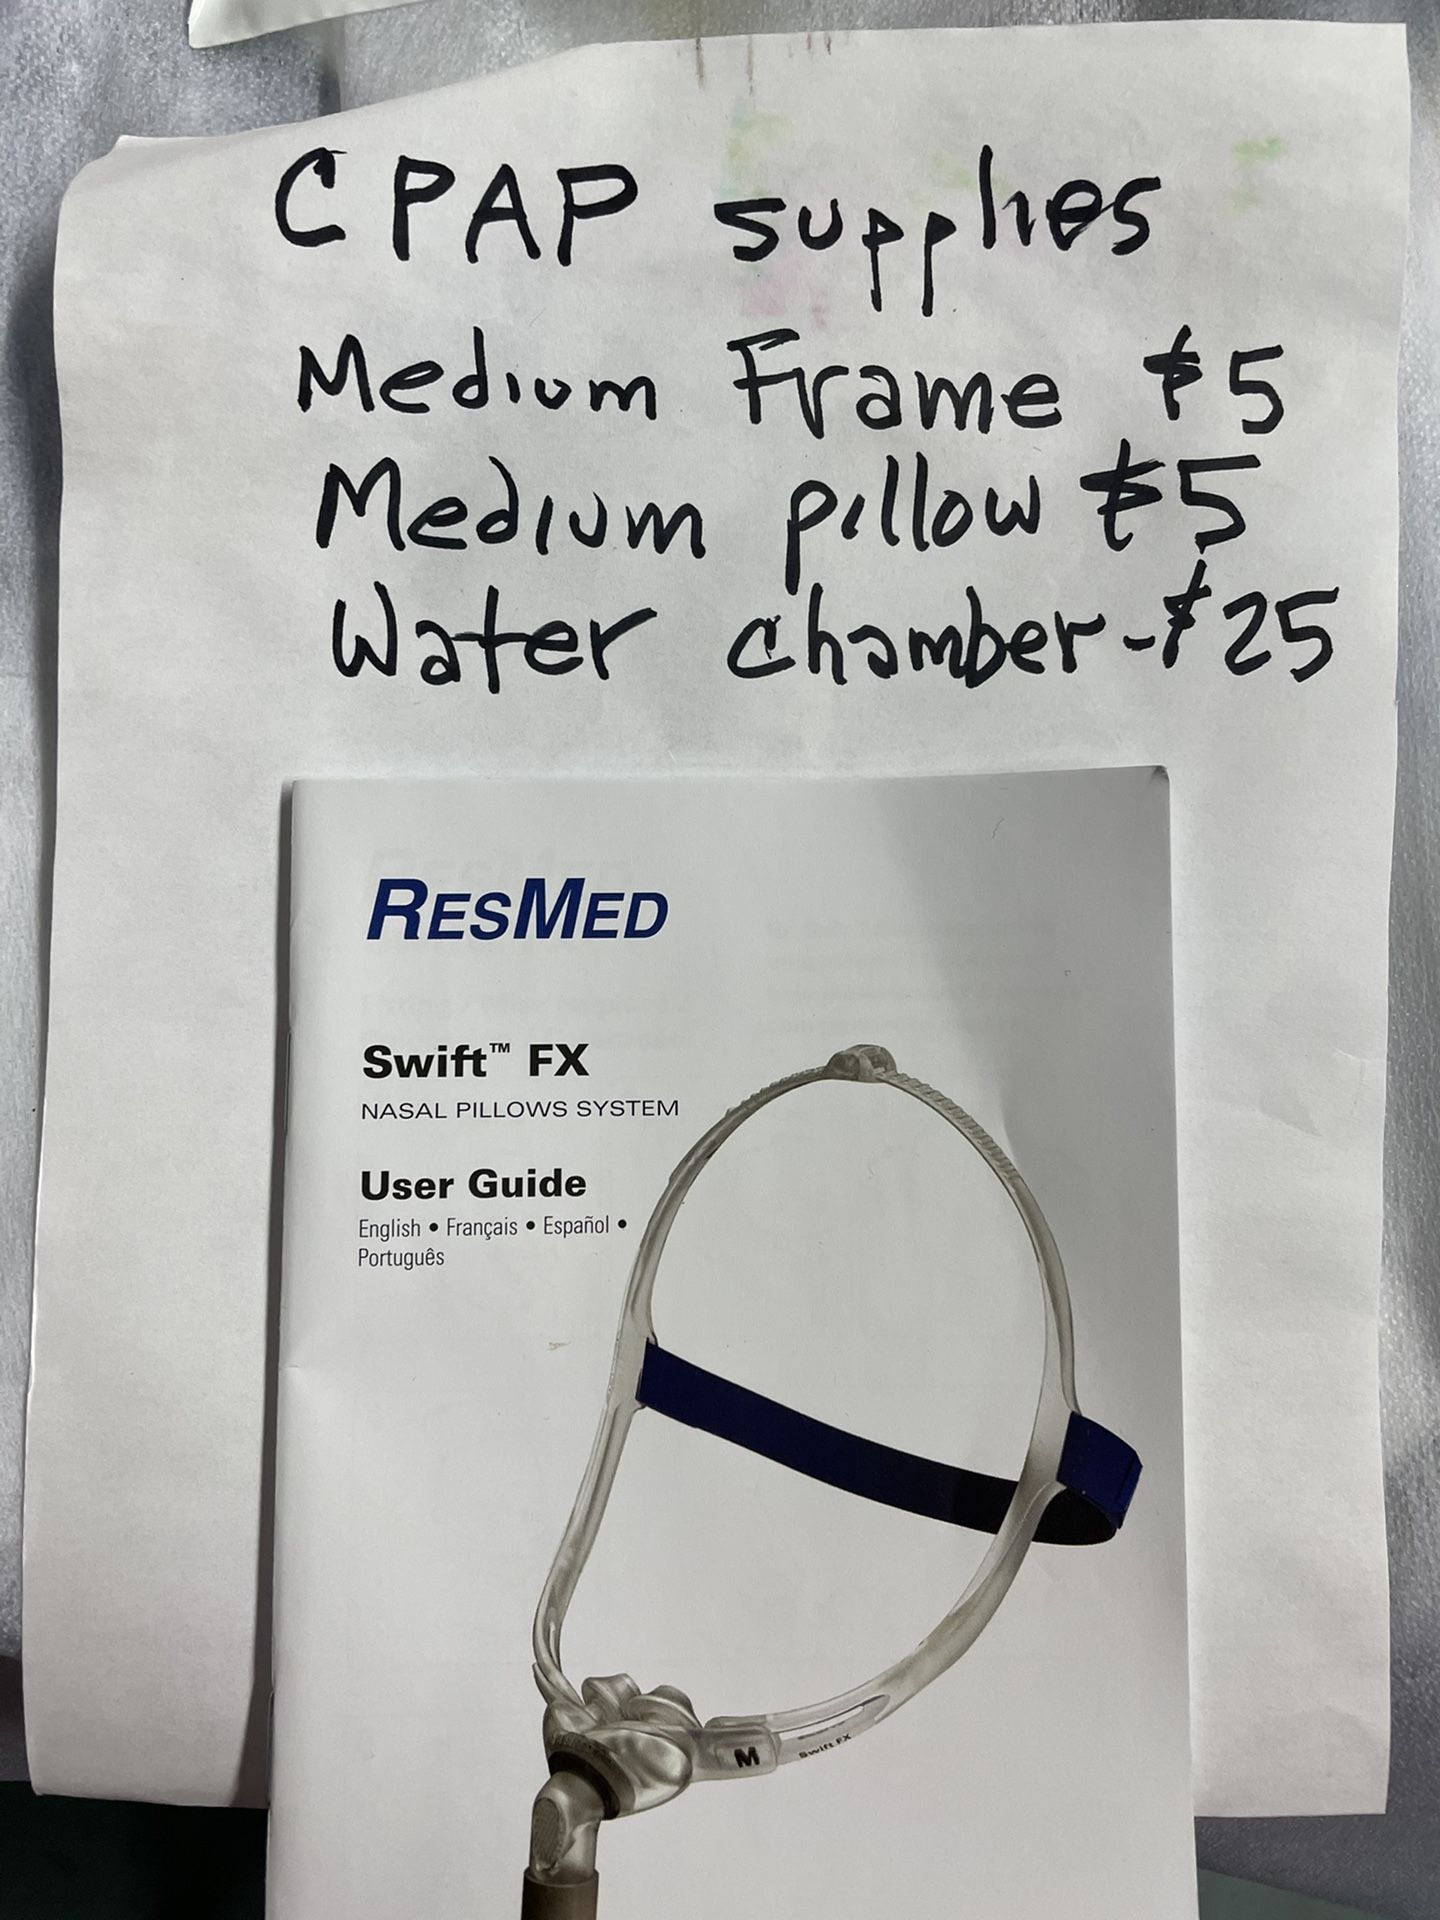 CPAP supplies
Medium Frame $5
Medium pillow $5
Water chamber - $25
RESMED
Swift™ FX
NASAL PILLOWS SYSTEM
User Guide
English • Français • Español •
Português
M
Swift FX